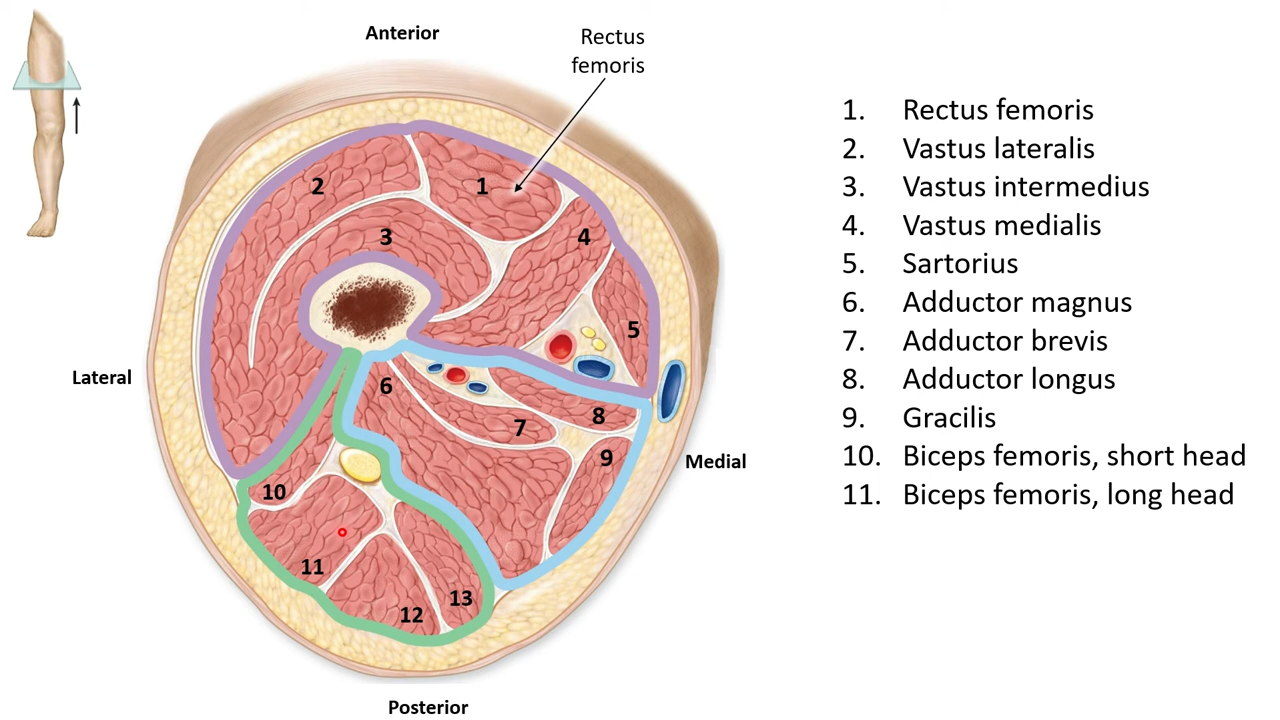 Anterior
Rectus
femoris
1
2
3
4
5
6
7
8
9
10
11
12
13
Lateral
Medial
Posterior
1. Rectus femoris
2. Vastus lateralis
3. Vastus intermedius
4. Vastus medialis
5. Sartorius
6. Adductor magnus
7. Adductor brevis
8. Adductor longus
9. Gracilis
10. Biceps femoris, short head
11. Biceps femoris, long head